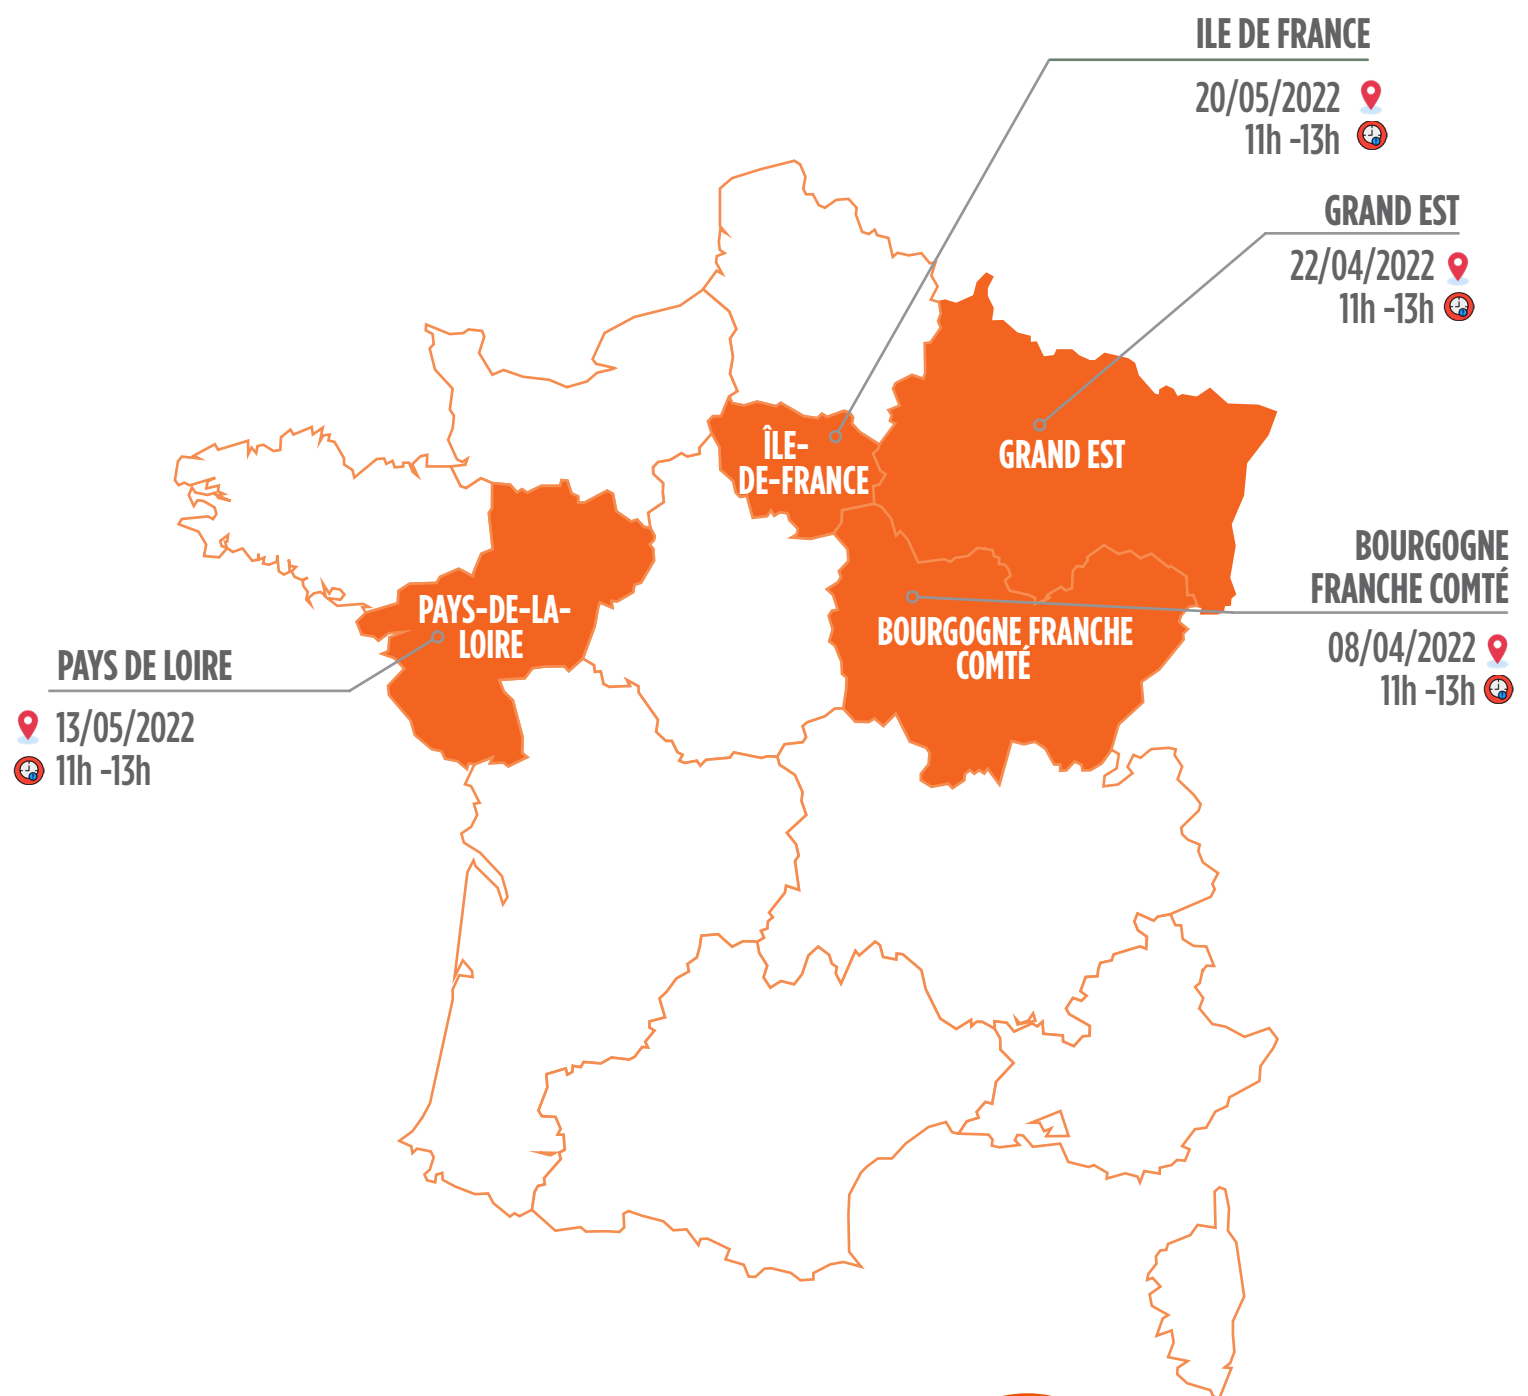 ILE DE FRANCE
20/05/2022
11h -13h
GRAND EST
22/04/2022
11h -13h
ÎLE-
DE-FRANCE
GRAND EST
BOURGOGNE
FRANCHE COMTÉ
08/04/2022
11h -13h
PAYS-DE-LA-
LOIRE
BOURGOGNE FRANCHE
COMTÉ
PAYS DE LOIRE
13/05/2022
11h -13h